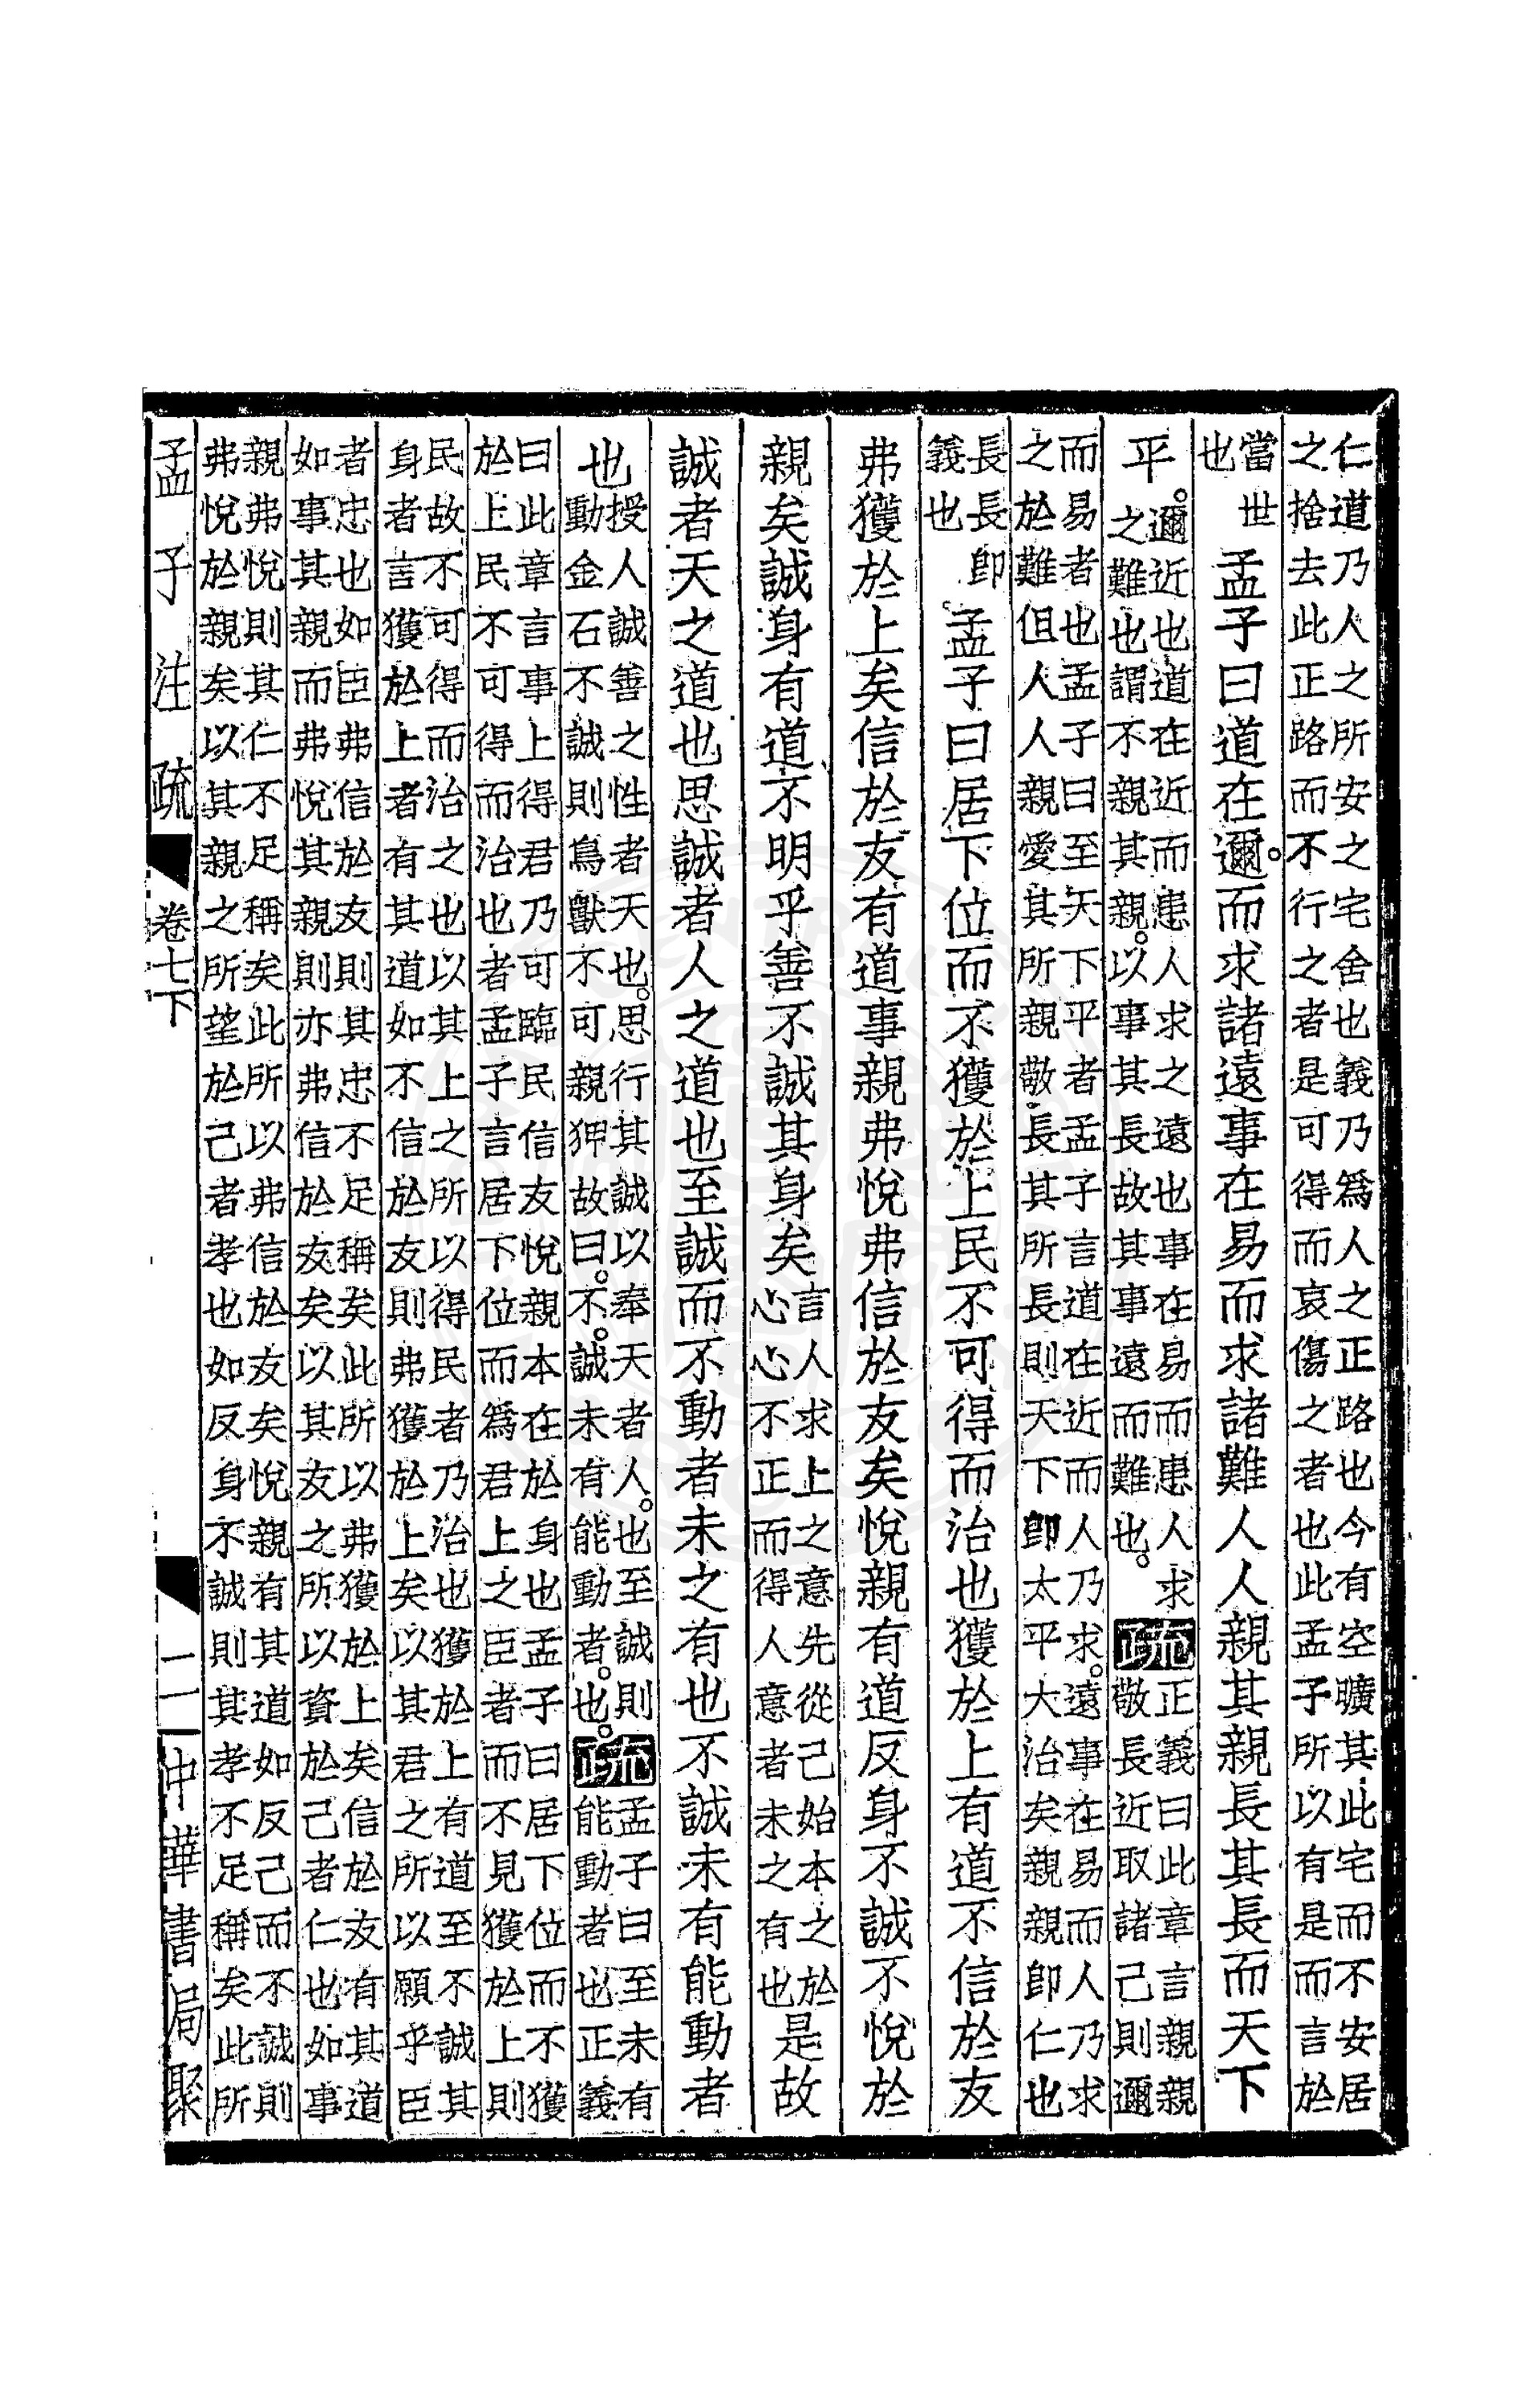 仁道乃人之所安之宅舍也義乃爲人之正路也今有空曠其此宅而不安居
之捨去此正路而不行之者是可得而哀傷之者也此孟子所以有是而言於
當世
也
孟子曰道在邇而求諸遠事在易而求諸難人人親其親長其長而天下
平
邇近也道在近而患人求之遠也事在易而患人求
之難也謂不親其親以事其長故其事遠而難也
疏
正義曰此章言親親
敬長近取諸己則邇
而易者也孟子曰至天下平者孟子言道在近而人乃求遠事在易而人乃求
之於難但人人親愛其所親敬長其所長則天下卽太平大治矣親親卽仁也
長長卽
義也
孟子曰居下位而不獲於上民不可得而治也獲於上有道不信於友
弗獲於上矣信於友有道事親弗悅弗信於友矣悅親有道反身不誠不悅於
親矣誠身有道不明乎善不誠其身矣
言人求上之意先從己始本之於
心心不正而得人意者未之有也
是故
誠者天之道也思誠者人之道也至誠而不動者未之有也不誠未有能動者
也
授人誠善之性者天也思行其誠以奉天者人也至誠則
動金石不誠則鳥獸不可親狎故曰不誠未有能動者也
疏
孟子曰至未有
能動者也正義
曰此章言事上得君乃可臨民信友悅親本在於身也孟子曰居下位而不獲
於上民不可得而治也者孟子言居下位而爲君上之臣者而不見獲於上則
民故不可得而治之也以其上之所以得民者乃治也獲於上有道至不誠其
身者言獲於上者有其道如不信於友則弗獲於上矣以其君之所以願乎臣
者忠也如臣弗信於友則其忠不足稱矣此所以弗獲於上矣信於友有其道
如事其親而弗悅其親則亦弗信於友矣以其友之所以資於己者仁也如事
親弗悅則其仁不足稱矣此所以弗信於友矣悅親有其道如反己而不誠則
弗悅於親矣以其親之所望於己者孝也如反身不誠則其孝不足稱矣此所
孟子注疏 卷七下 二 中華書局聚